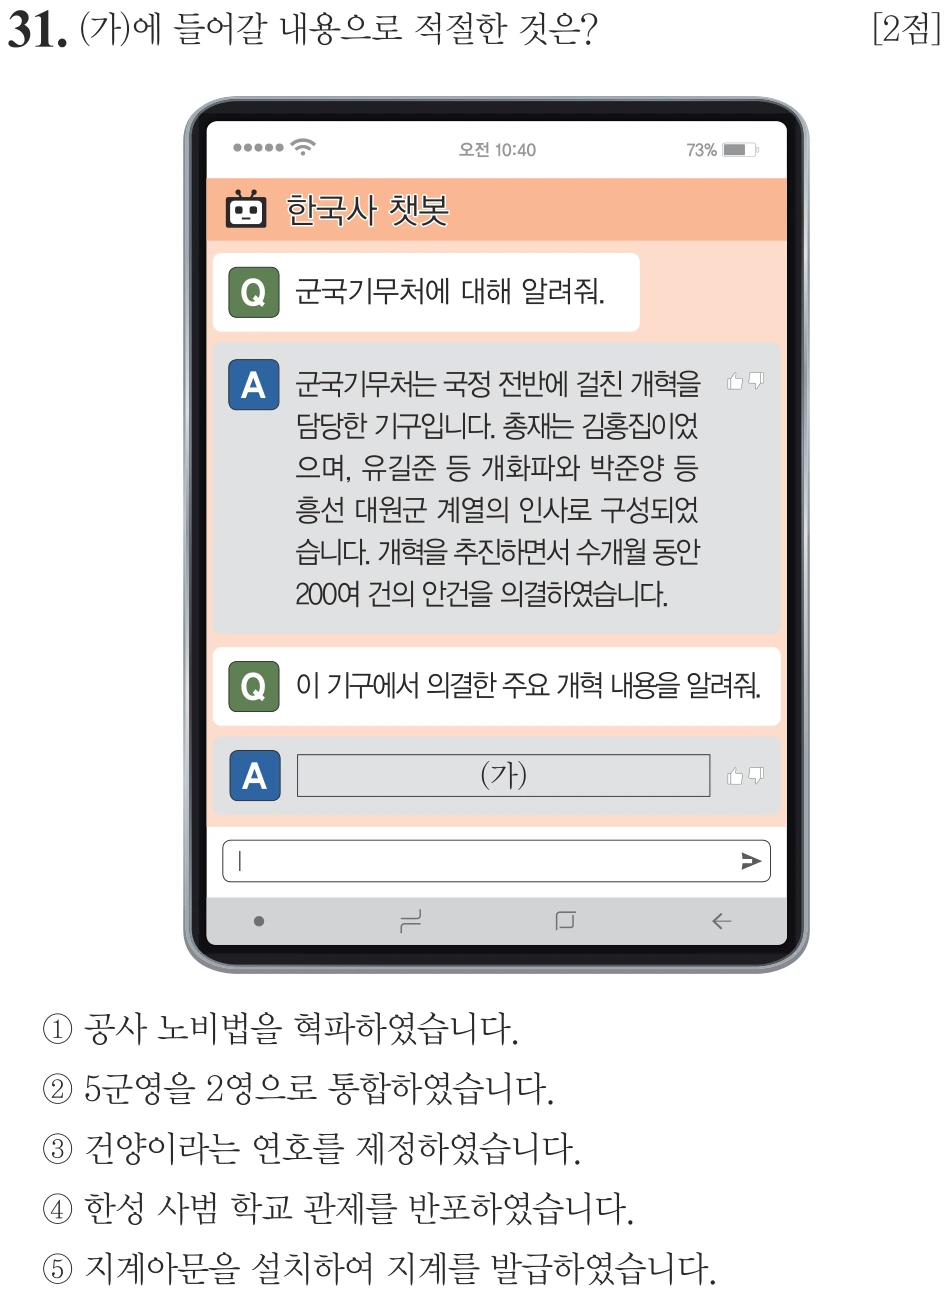 31. (가)에 들어갈 내용으로 적절한 것은? [2점]
오전 10:40 73%
한국사 챗봇
Q 군국기무처에 대해 알려줘.
A 군국기무처는 국정 전반에 걸친 개혁을
담당한 기구입니다. 총재는 김홍집이었
으며, 유길준 등 개화파와 박준양 등
흥선 대원군 계열의 인사로 구성되었
습니다. 개혁을 추진하면서 수개월 동안
200여 건의 안건을 의결하였습니다.
Q 이 기구에서 의결한 주요 개혁 내용을 알려줘.
A (가)
① 공사 노비법을 혁파하였습니다.
② 5군영을 2영으로 통합하였습니다.
③ 건양이라는 연호를 제정하였습니다.
④ 한성 사범 학교 관제를 반포하였습니다.
⑤ 지계아문을 설치하여 지계를 발급하였습니다.